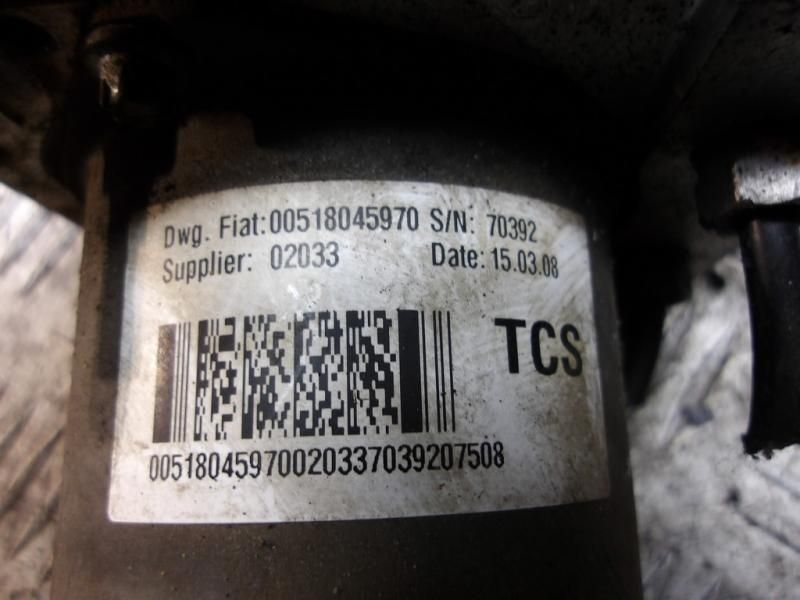 Dwg. Fiat: 00518045970 S/N: 70392
Supplier: 02033 Date: 15.03.08
TCS
00518045970020337039207508